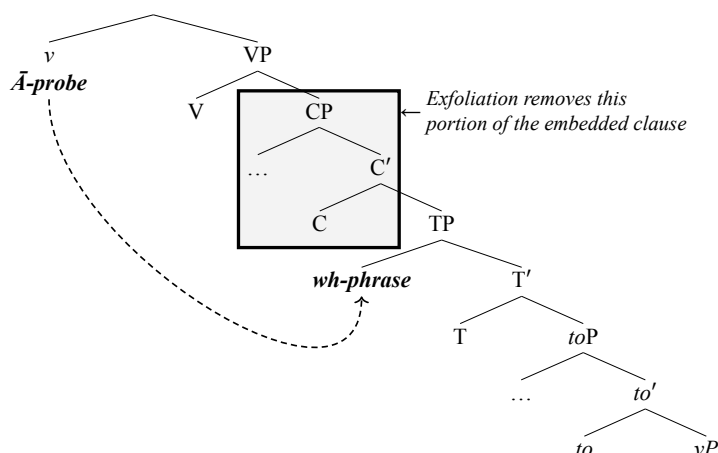 v VP
Ā-probe
V CP ← Exfoliation removes this
portion of the embedded clause
… C′
C TP
wh-phrase T′
T toP
… to′
to vP